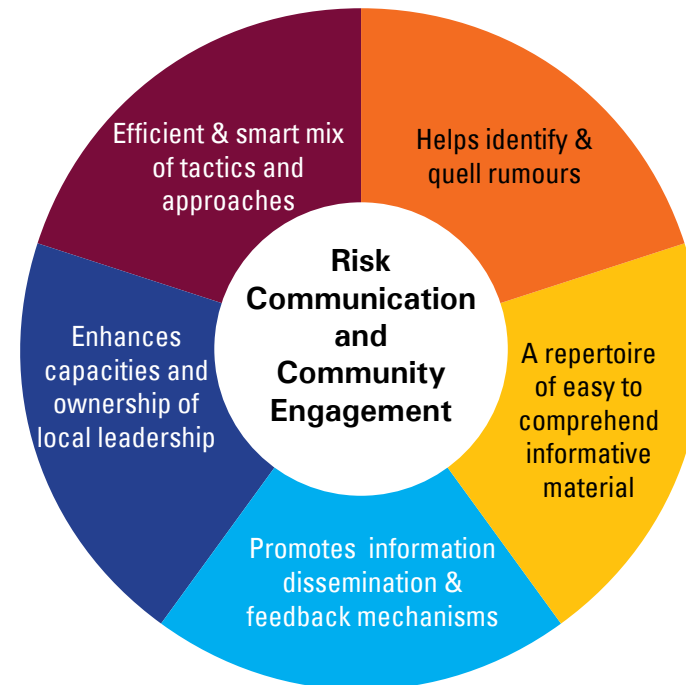 Efficient & smart mix
of tactics and
approaches
Helps identify &
quell rumours
Risk
Communication
and
Community
Engagement
Enhances
capacities and
ownership of
local leadership
A repertoire
of easy to
comprehend
informative
material
Promotes information
dissemination &
feedback mechanisms